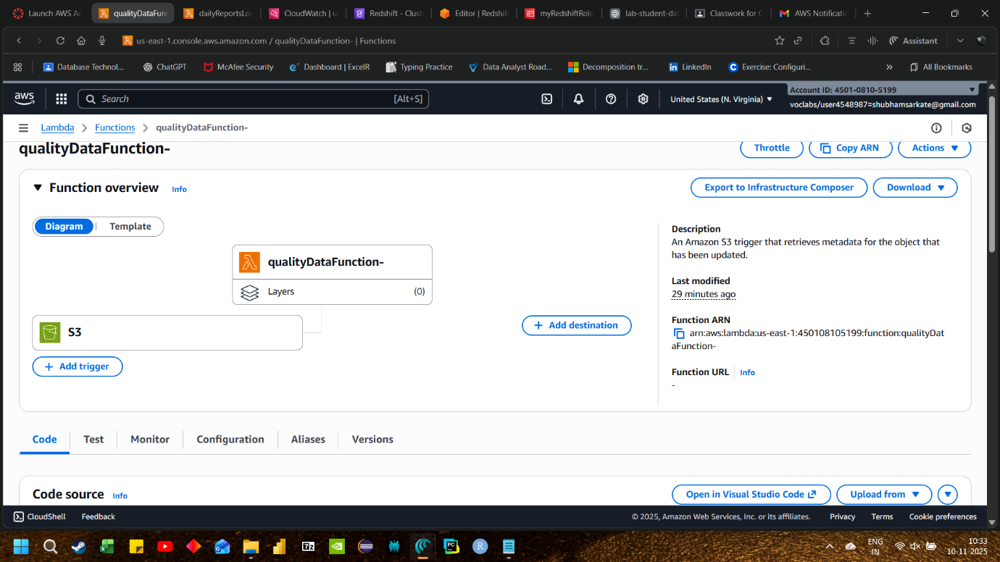 Launch AWS Ac
qualityDataFunc
dailyReportsLog
CloudWatch | us
Redshift - Cluste
Editor | Redshif
myRedshiftRole
lab-student-dat
Classwork for C
AWS Notificatio
us-east-1.console.aws.amazon.com / qualityDataFunction- | Functions
Assistant
Database Technol...
ChatGPT
McAfee Security
Dashboard | ExcelR
Typing Practice
Data Analyst Road...
Decomposition tr...
LinkedIn
Exercise: Configuri...
All Bookmarks
aws
Search
[Alt+S]
United States (N. Virginia)
Account ID: 4501-0810-5199
voclabs/user4548987=shubhamsarkate@gmail.com
Lambda
Functions
qualityDataFunction-
qualityDataFunction-
Throttle
Copy ARN
Actions
Function overview
Info
Export to Infrastructure Composer
Download
Diagram
Template
qualityDataFunction-
Layers
(0)
S3
Add trigger
Add destination
Description
An Amazon S3 trigger that retrieves metadata for the object that
has been updated.
Last modified
29 minutes ago
Function ARN
arn:aws:lambda:us-east-1:450108105199:function:qualityDat
aFunction-
Function URL
Info
-
Code
Test
Monitor
Configuration
Aliases
Versions
Code source
Info
Open in Visual Studio Code
Upload from
CloudShell
Feedback
© 2025, Amazon Web Services, Inc. or its affiliates.
Privacy
Terms
Cookie preferences
ENG
IN
10:33
10-11-2025